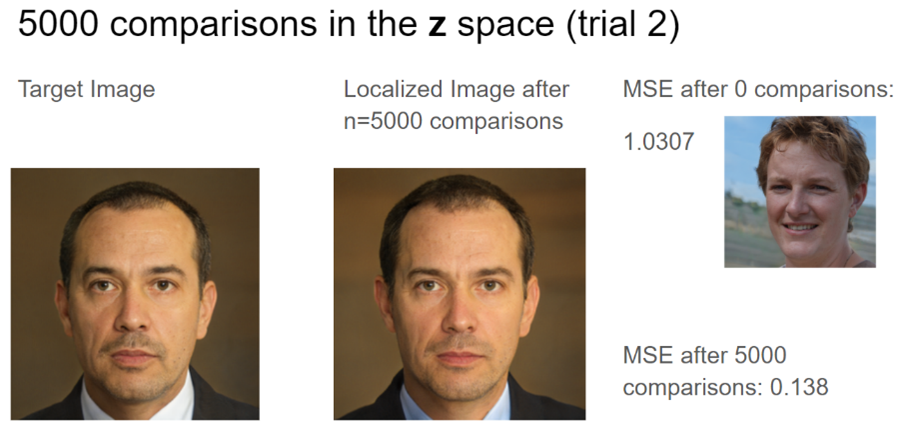 5000 comparisons in the z space (trial 2)
Target Image
Localized Image after
n=5000 comparisons
MSE after 0 comparisons:
1.0307
MSE after 5000
comparisons: 0.138